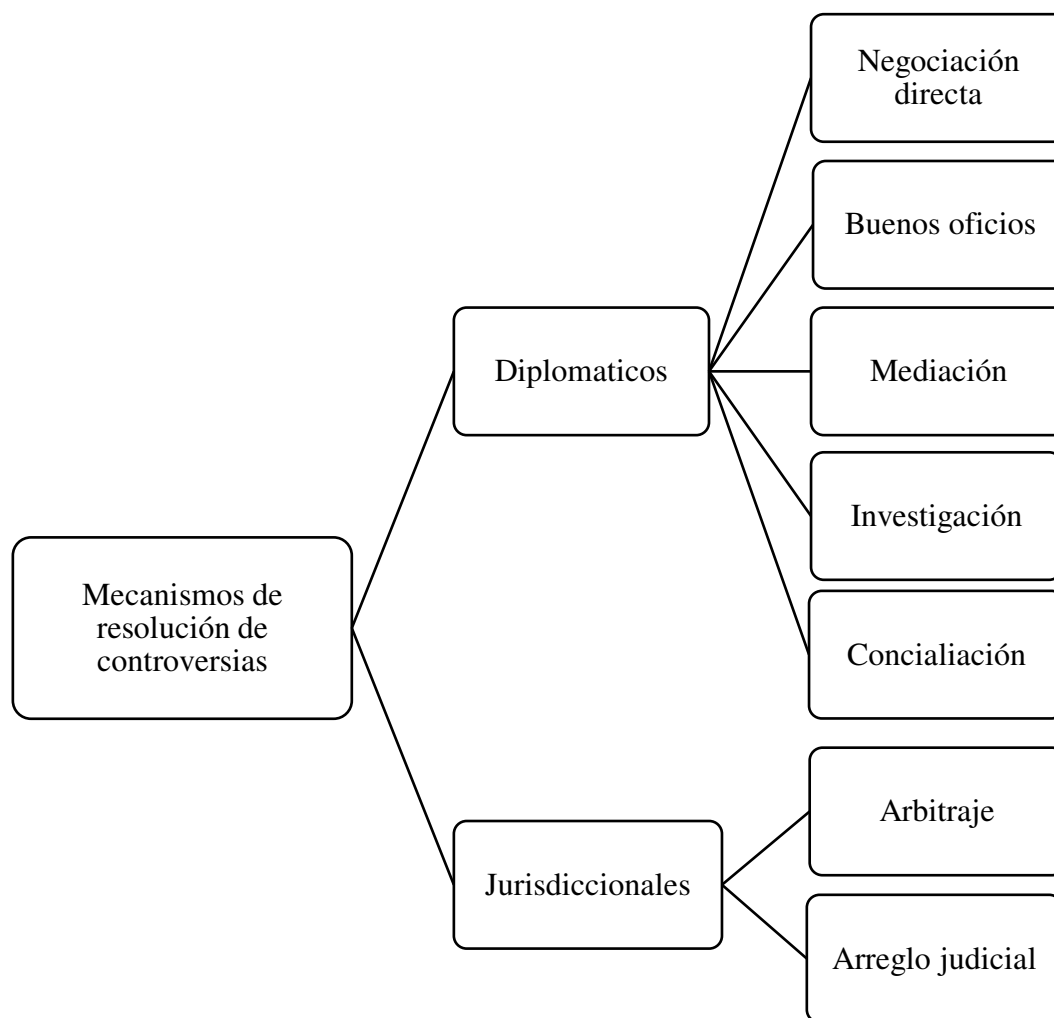 Negociación
directa
Buenos oficios
Diplomaticos
Mediación
Investigación
Mecanismos de
resolución de
controversias
Concialiación
Arbitraje
Jurisdiccionales
Arreglo judicial